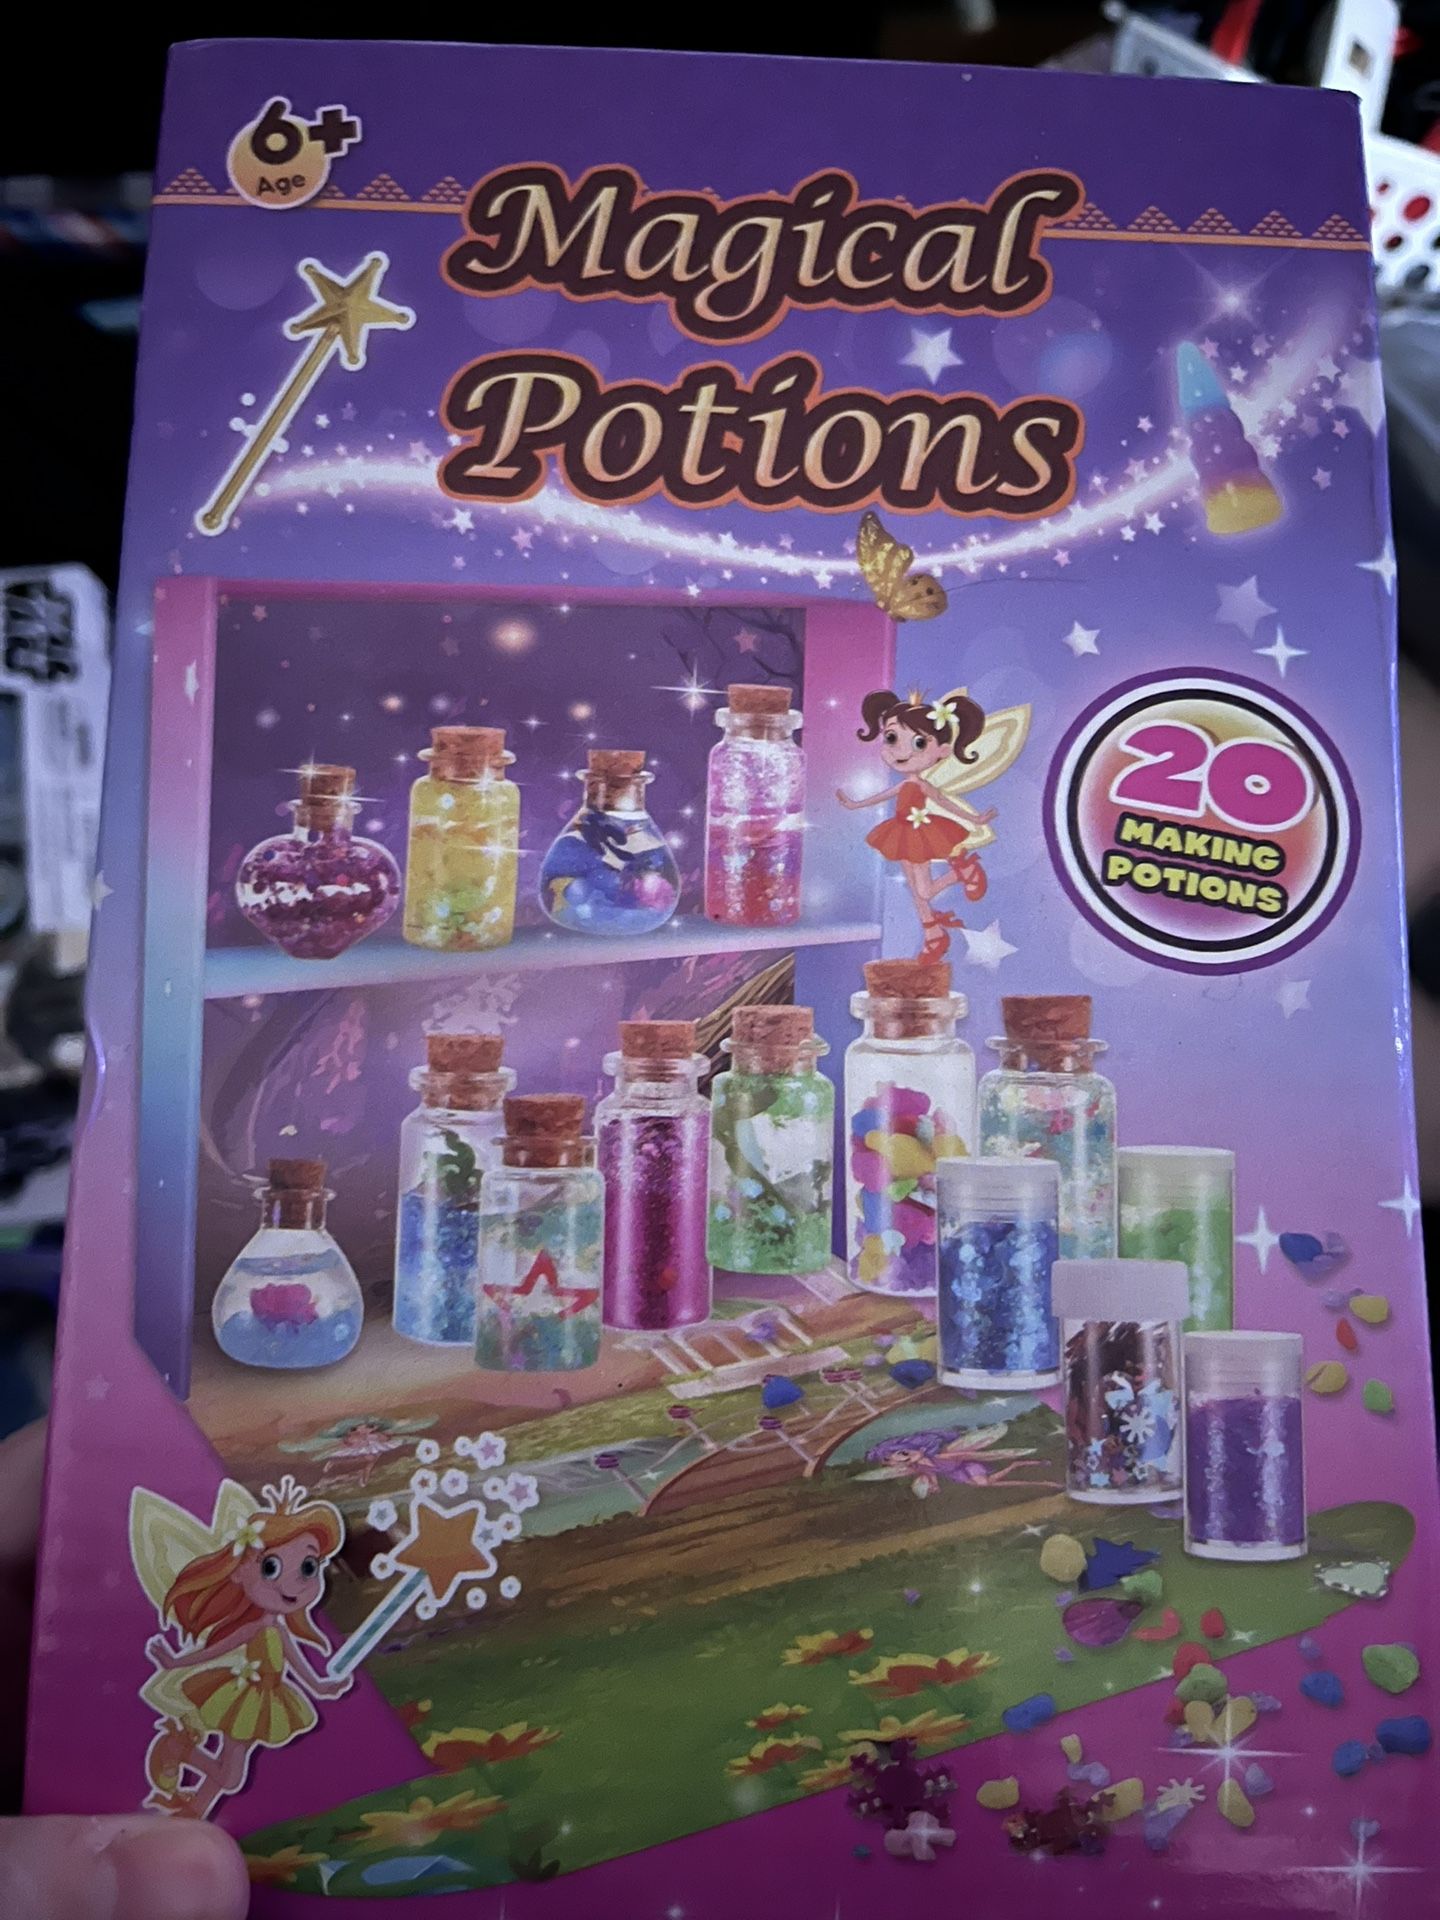 6+
Age
Magical
Potions
20
MAKING
POTIONS